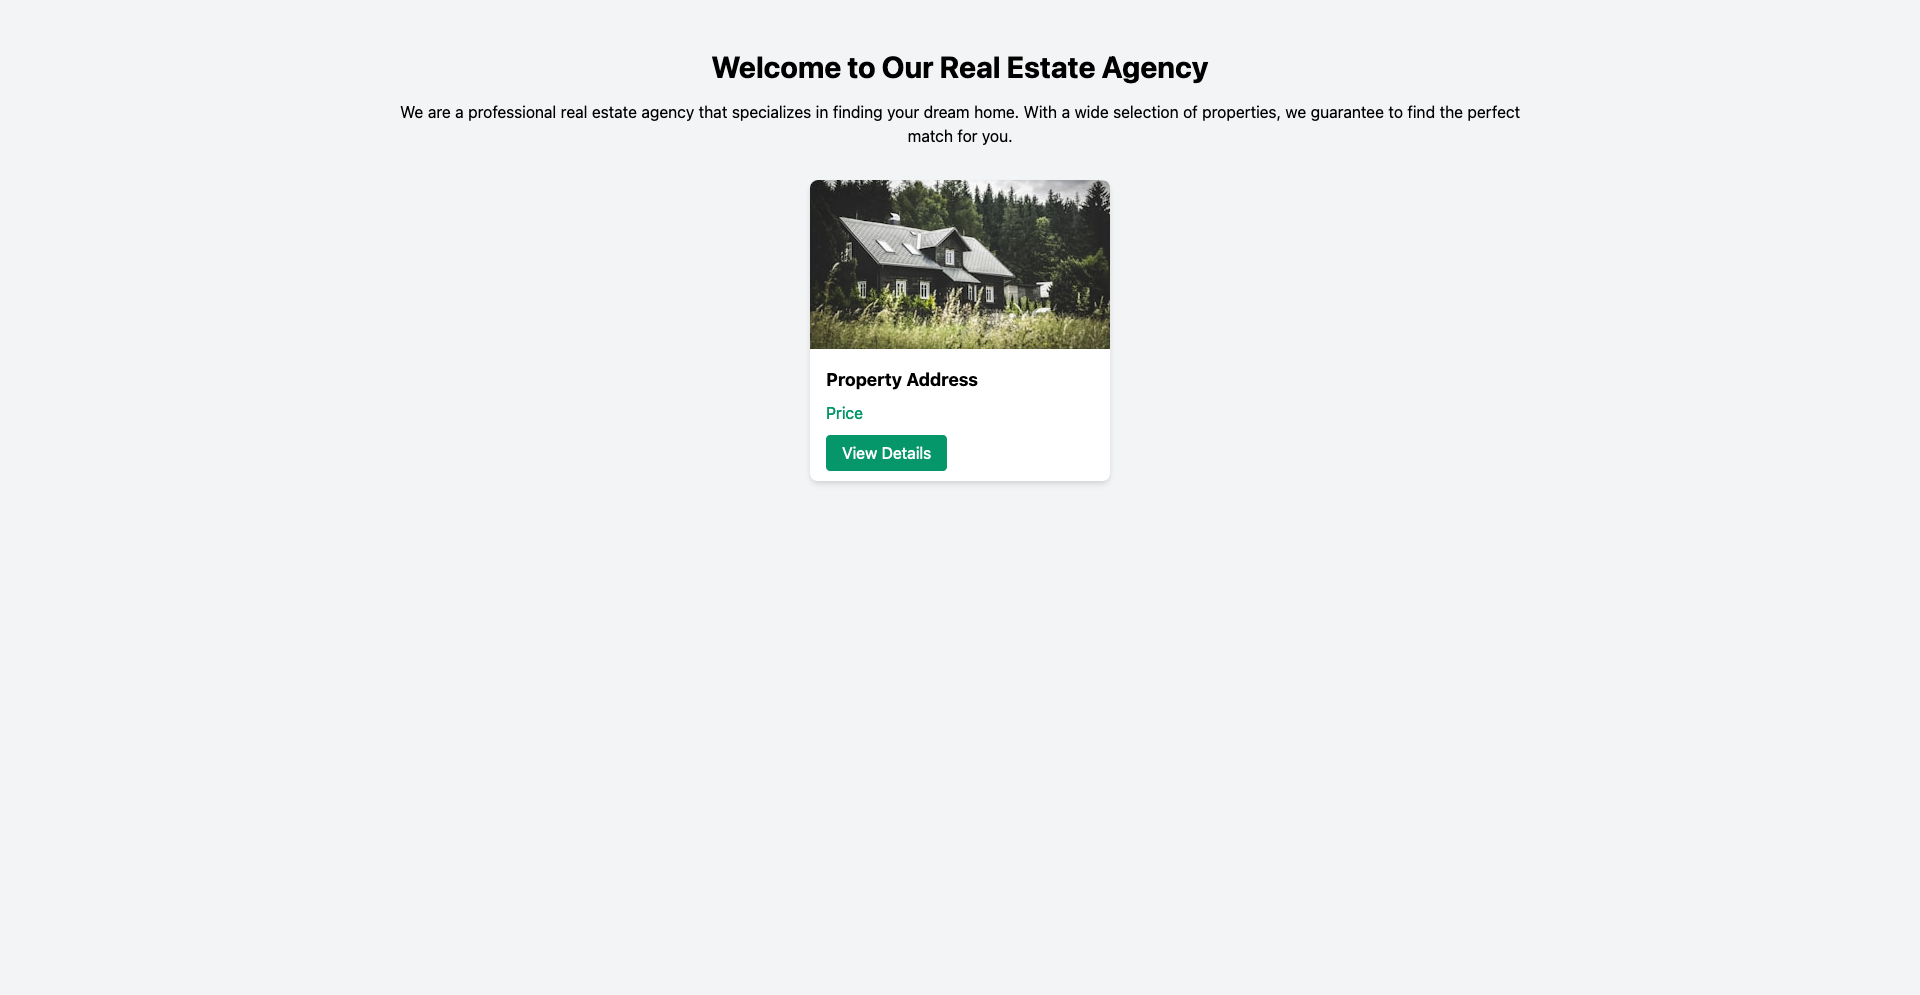 Welcome to Our Real Estate Agency
We are a professional real estate agency that specializes in finding your dream home. With a wide selection of properties, we guarantee to find the perfect
match for you.
Property Address
Price
View Details